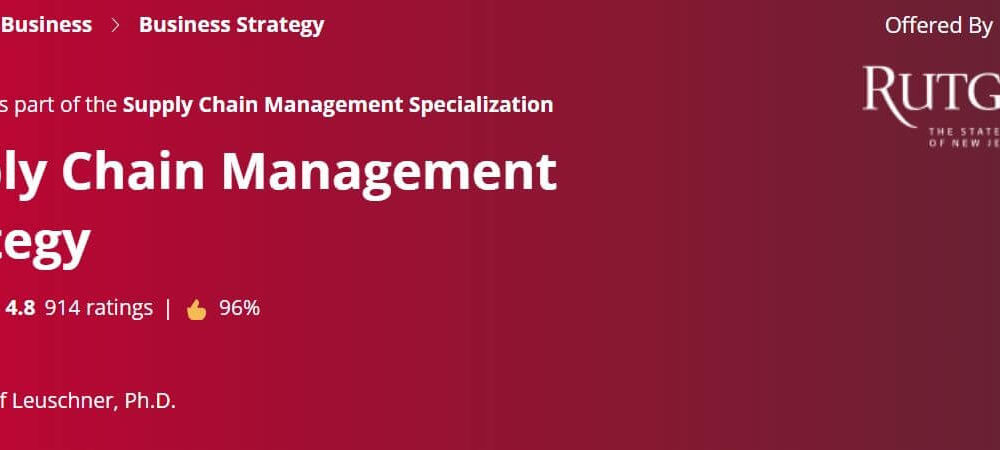 Business > Business Strategy
Offered By
s part of the Supply Chain Management Specialization
RUTG
THE STATE
OF NEW JE
ly Chain Management
tegy
4.8 914 ratings | 96%
f Leuschner, Ph.D.